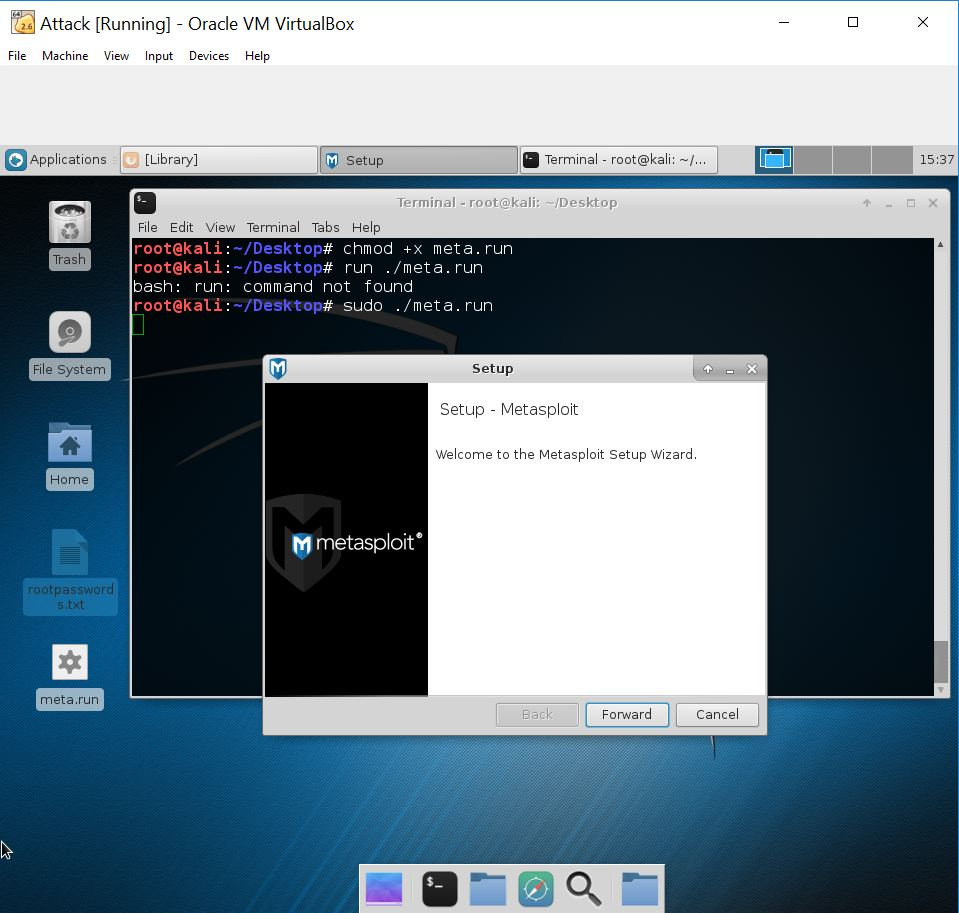 Attack [Running] - Oracle VM VirtualBox
File Machine View Input Devices Help
Applications [Library] Setup Terminal - root@kali: ~/... 15:37
Terminal - root@kali: ~/Desktop
File Edit View Terminal Tabs Help
root@kali:~/Desktop# chmod +x meta.run
root@kali:~/Desktop# run ./meta.run
bash: run: command not found
root@kali:~/Desktop# sudo ./meta.run
Trash
File System
Home
rootpassword
s.txt
meta.run
Setup
Setup - Metasploit
Welcome to the Metasploit Setup Wizard.
metasploit®
Back Forward Cancel